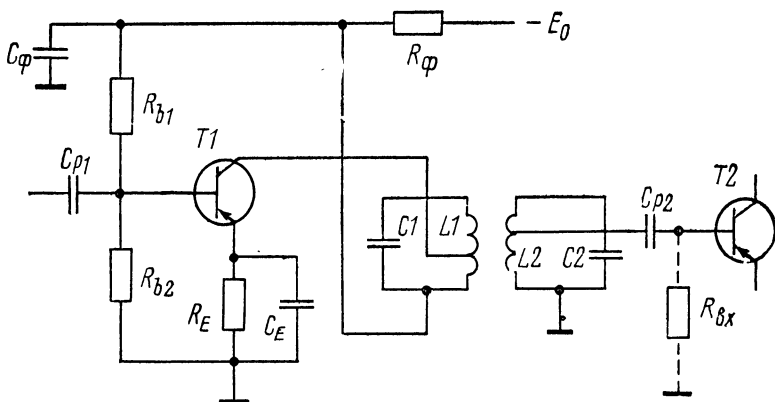 Cф
Rф
– E0
Rb1
T1
Cp1
Rb2
RE
CE
C1
L1
L2
C2
Cp2
T2
Rвх